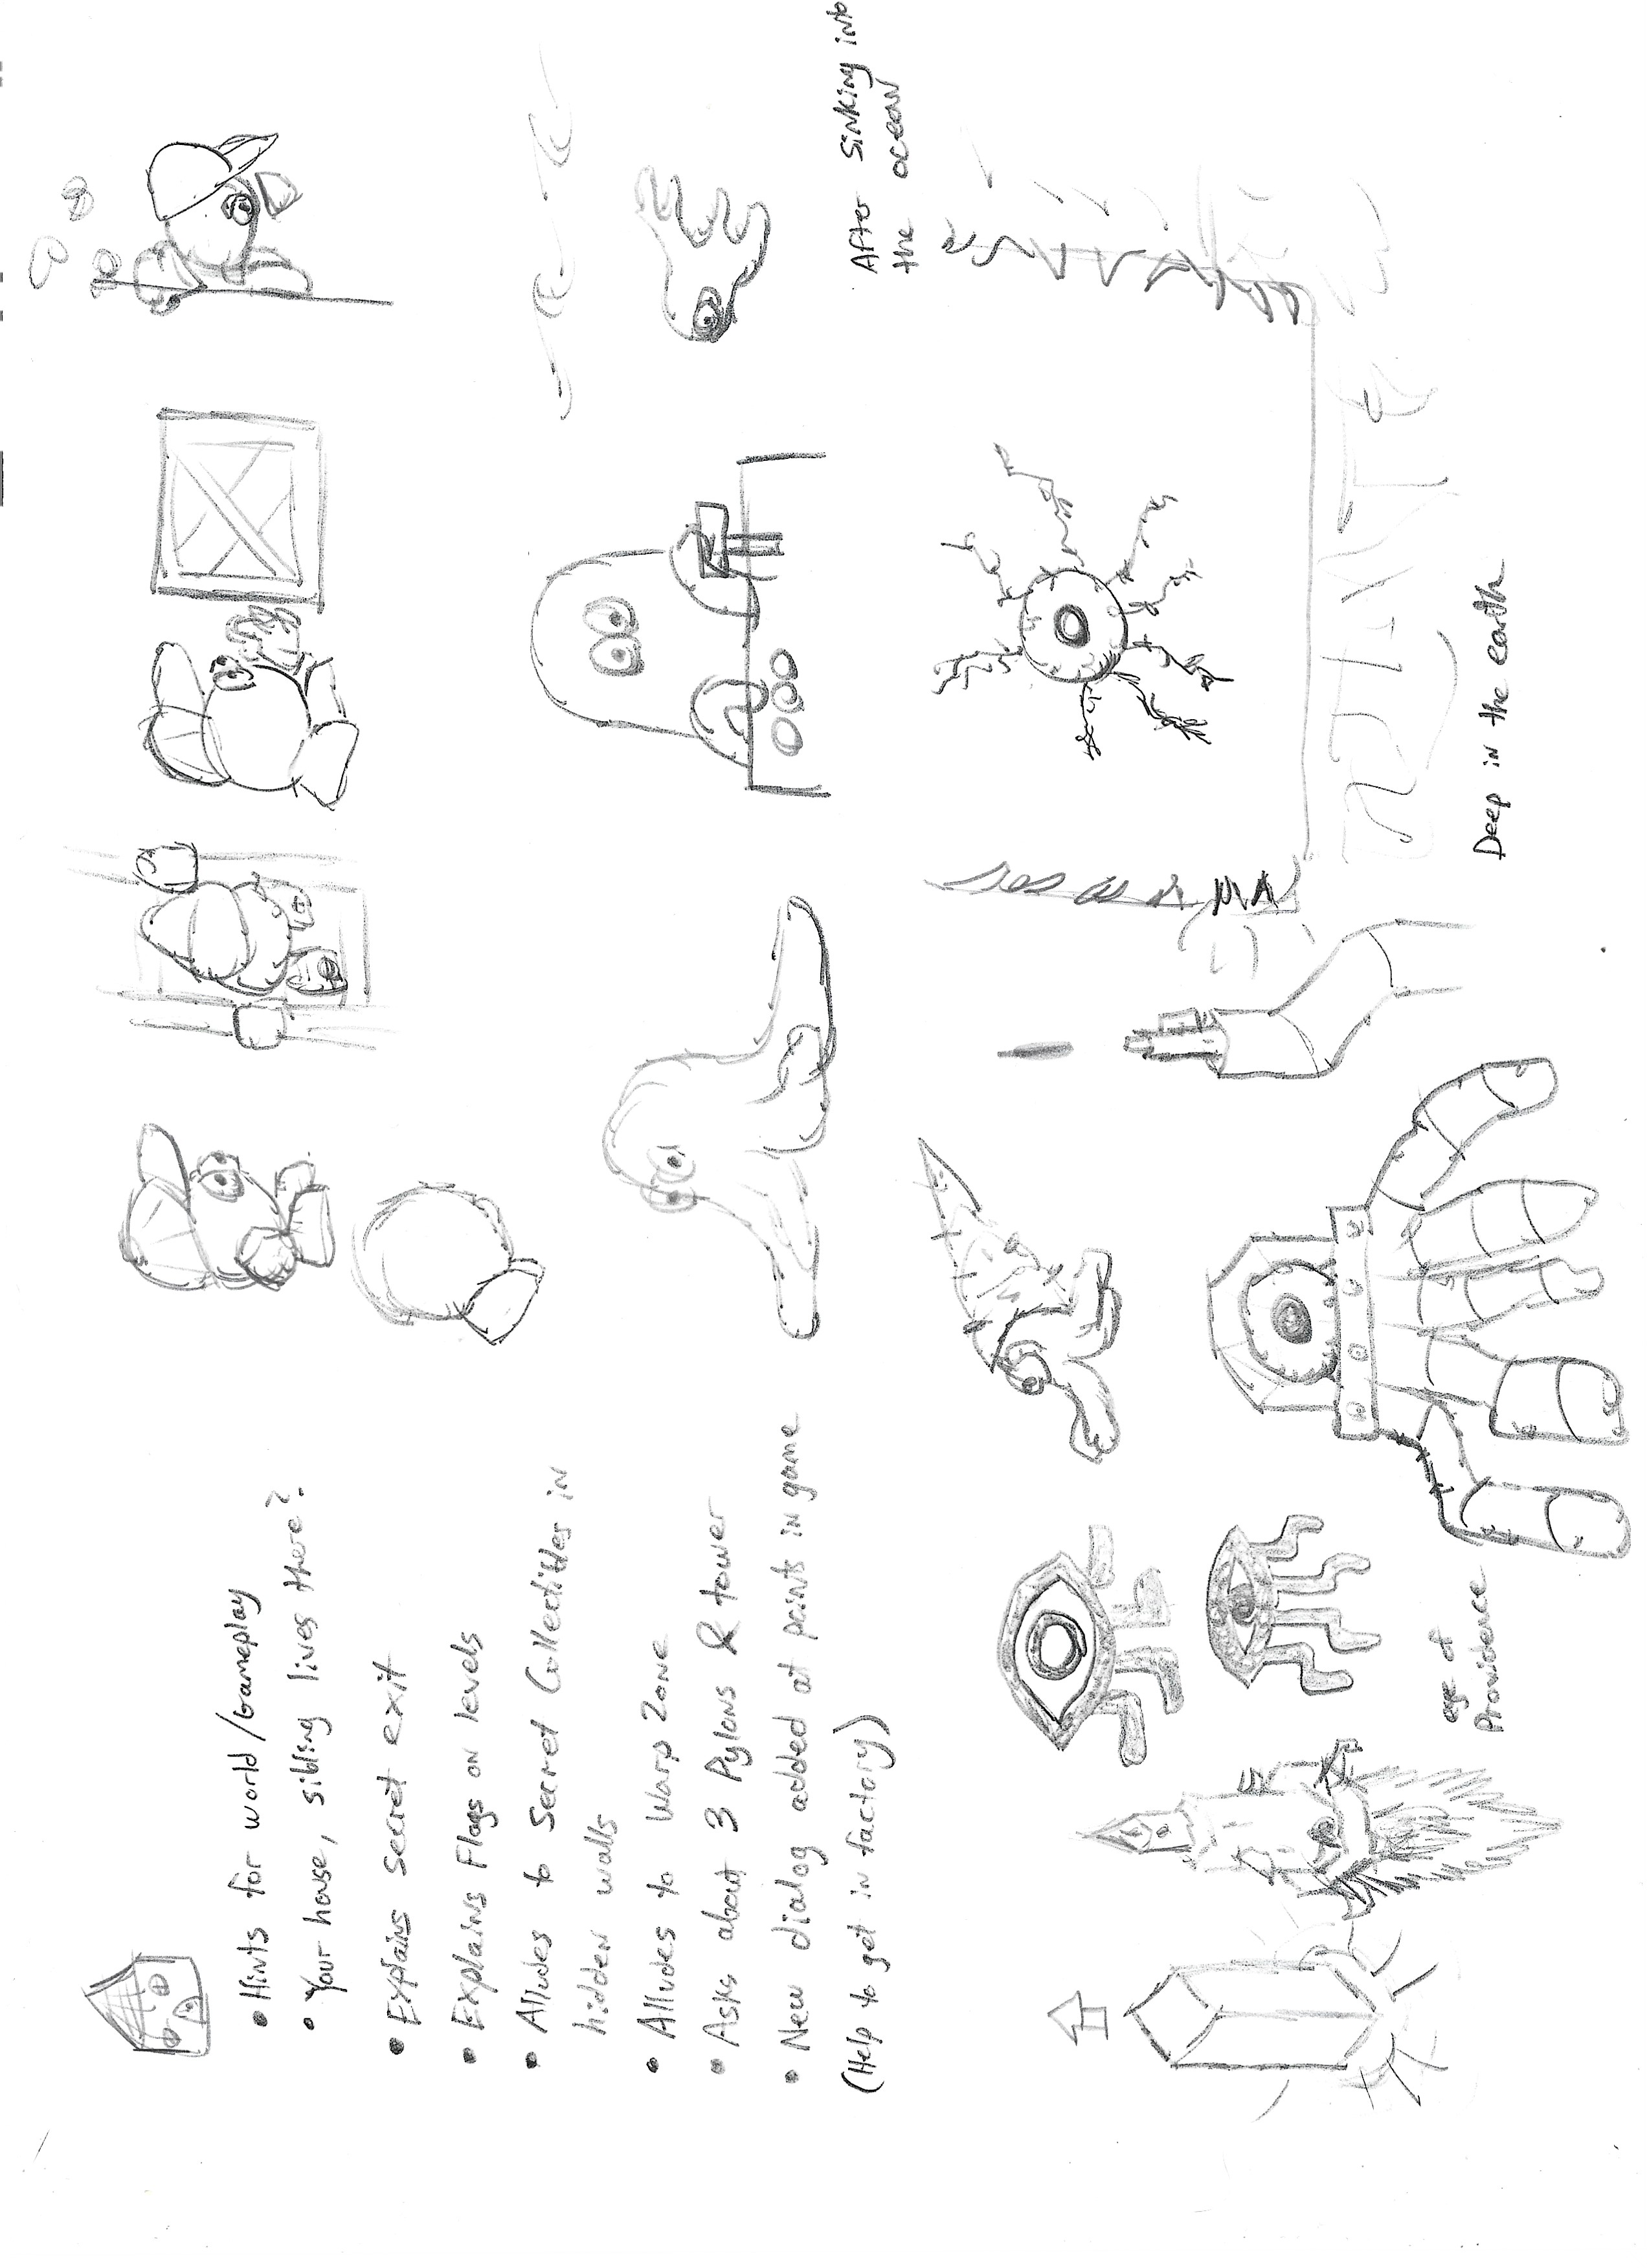 • Hints for world/Gameplay
• Your house, sibling lives there?
• Explains secret exit
• Explains Flags on levels
• Alludes to Secret Collectibles in
hidden walls
• Alludes to Warp Zone
• Asks about 3 Pylons & tower
• New dialog added at points in game
(Help to get in factory)
After Sinking into
the ocean
eye of
Providence
Deep in the earth